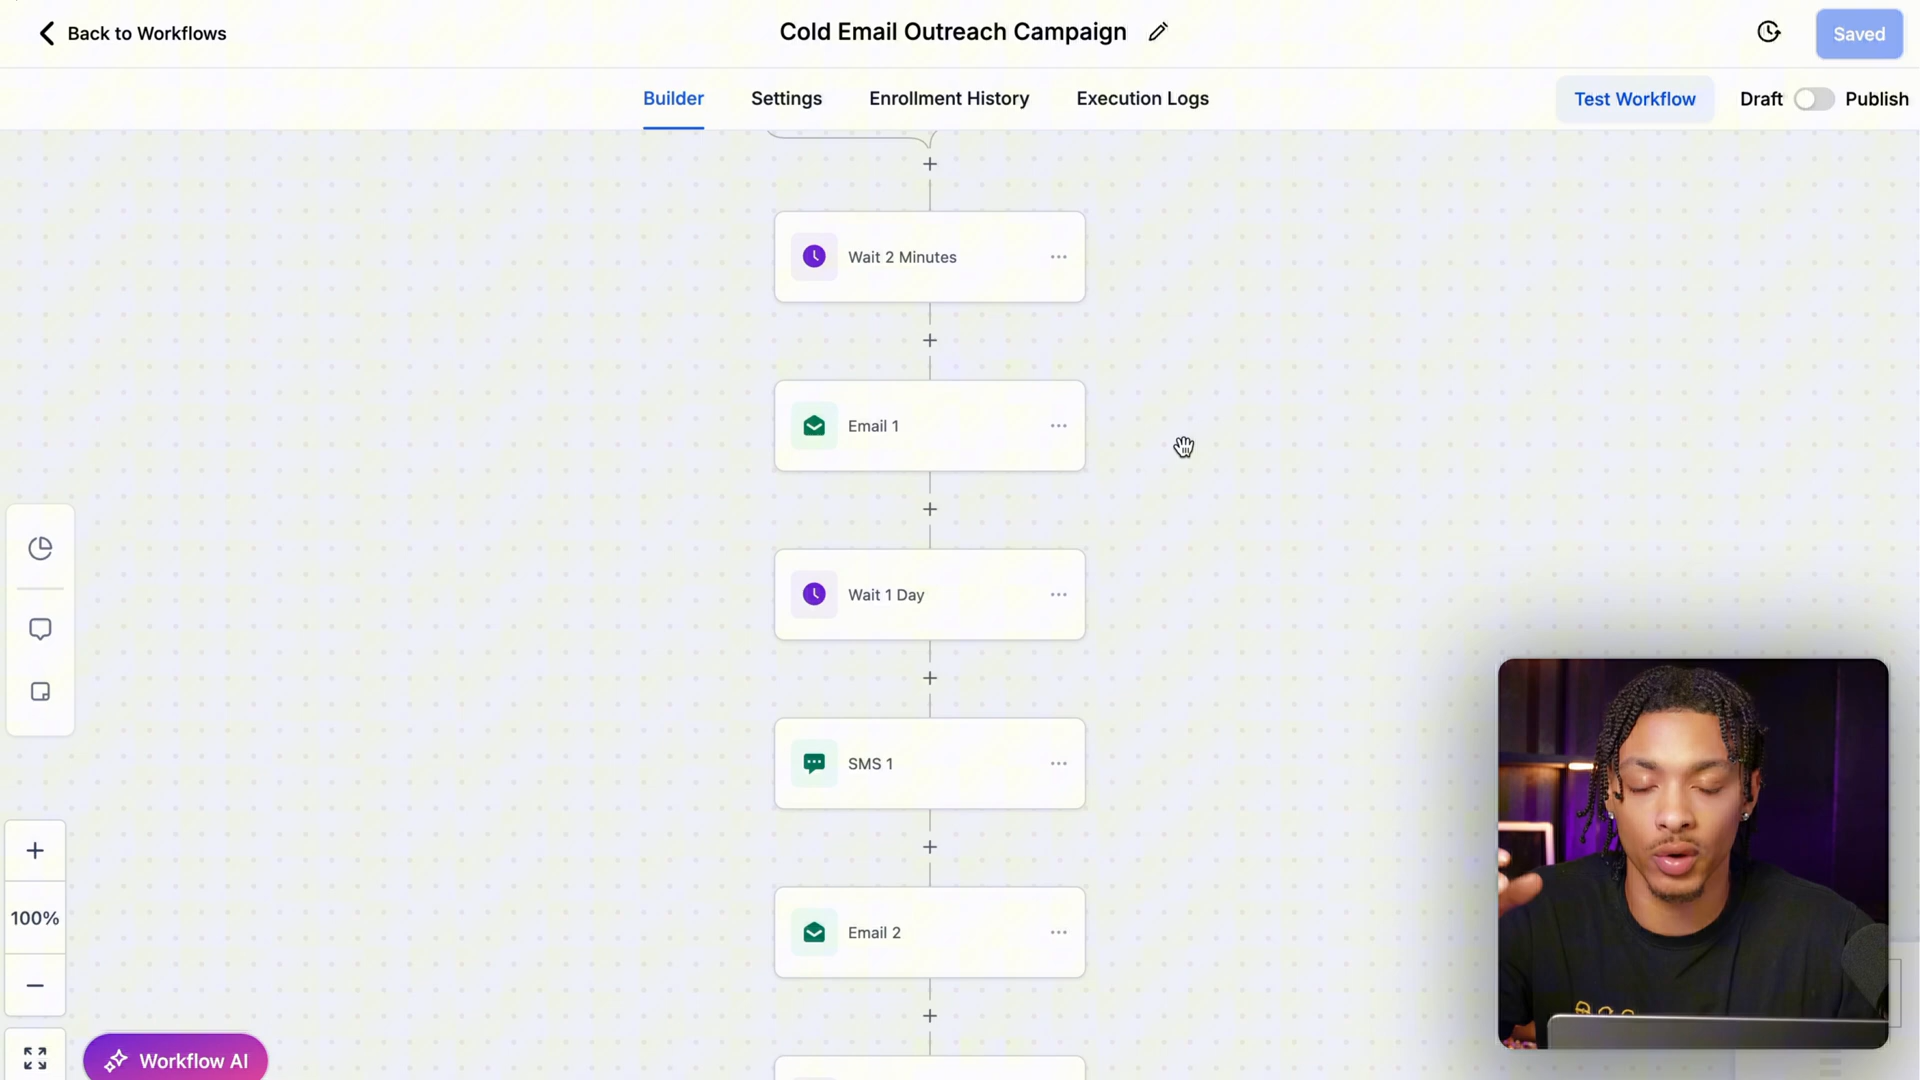 Back to Workflows
Cold Email Outreach Campaign
Saved
Builder
Settings
Enrollment History
Execution Logs
Test Workflow
Draft
Publish
Wait 2 Minutes
Email 1
Wait 1 Day
SMS 1
Email 2
100%
Workflow AI